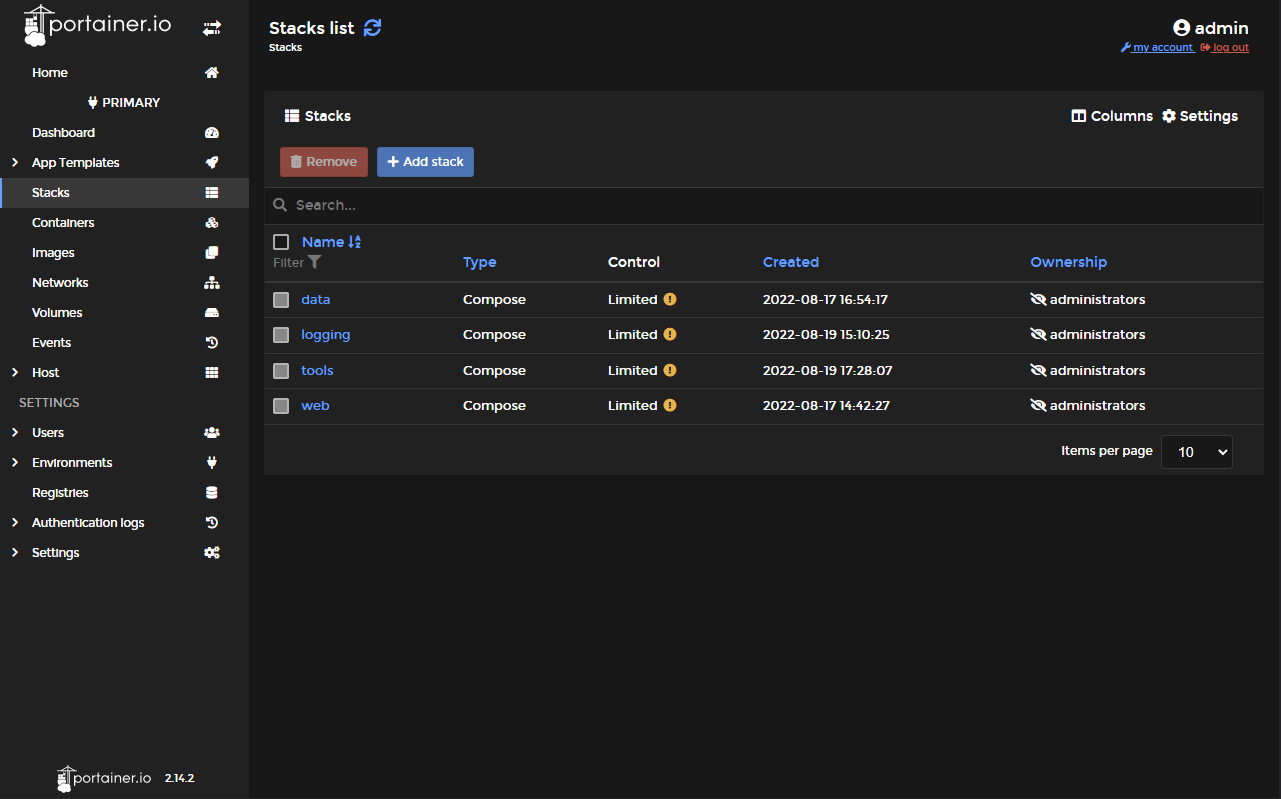 portainer.io
Home
PRIMARY
Dashboard
App Templates
Stacks
Containers
Images
Networks
Volumes
Events
Host
SETTINGS
Users
Environments
Registries
Authentication logs
Settings
portainer.io 2.14.2
Stacks list
Stacks
admin
my account log out
Stacks
Columns Settings
Remove Add stack
Search...
Name
Filter Type Control Created Ownership
data Compose Limited 2022-08-17 16:54:17 administrators
logging Compose Limited 2022-08-19 15:10:25 administrators
tools Compose Limited 2022-08-19 17:28:07 administrators
web Compose Limited 2022-08-17 14:42:27 administrators
Items per page 10